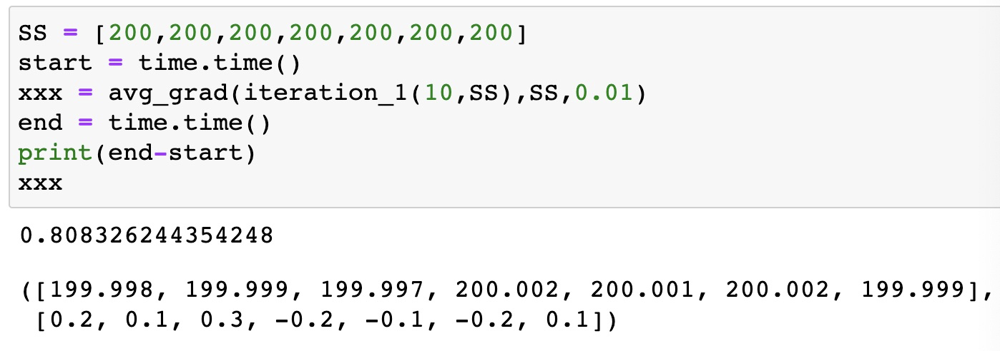 SS = [200,200,200,200,200,200,200]
start = time.time()
xxx = avg_grad(iteration_1(10,SS),SS,0.01)
end = time.time()
print(end-start)
xxx
0.808326244354248
([199.998, 199.999, 199.997, 200.002, 200.001, 200.002, 199.999],
[0.2, 0.1, 0.3, -0.2, -0.1, -0.2, 0.1])